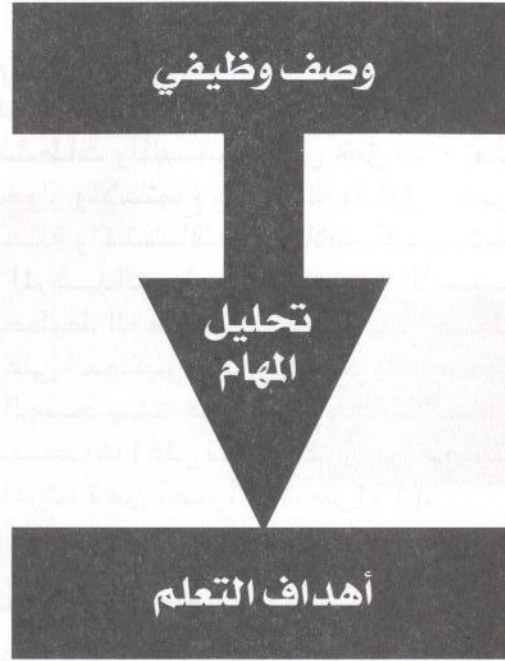 وصف وظيفي
تحليل
المهام
أهداف التعلم